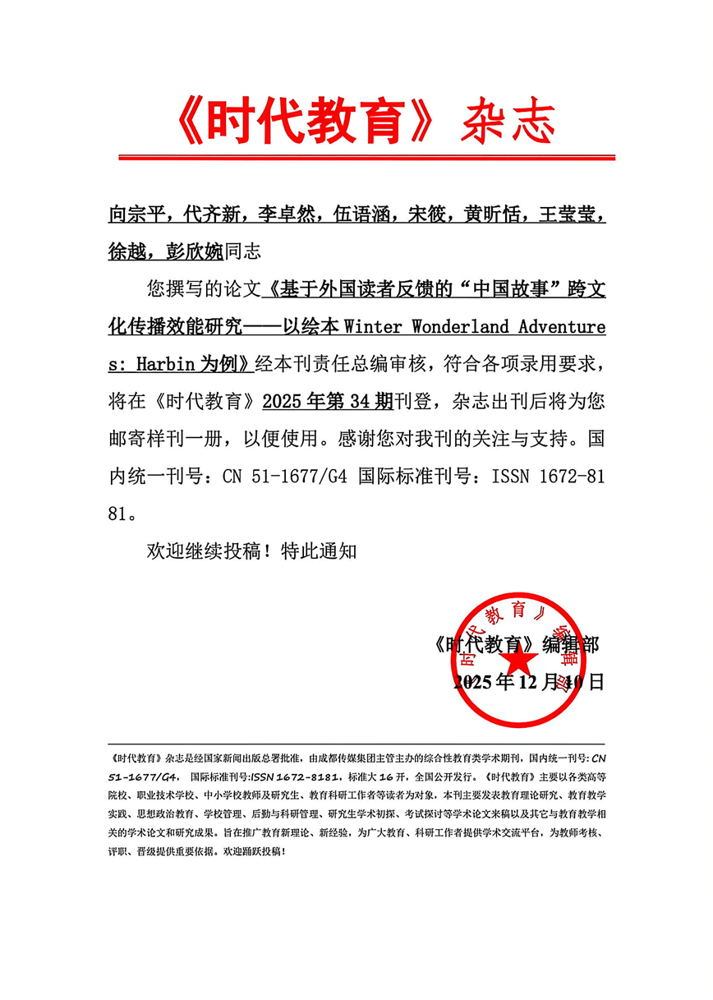 《时代教育》杂志
向宗平，代齐新，李卓然，伍语涵，宋筱，黄昕恬，王莹莹，
徐越，彭欣婉同志
您撰写的论文《基于外国读者反馈的“中国故事”跨文
化传播效能研究——以绘本 Winter Wonderland Adventure
s: Harbin 为例》经本刊责任总编审核，符合各项录用要求，
将在《时代教育》2025 年第 34 期刊登，杂志出刊后将为您
邮寄样刊一册，以便使用。感谢您对我刊的关注与支持。国
内统一刊号：CN 51-1677/G4 国际标准刊号：ISSN 1672-81
81。
欢迎继续投稿！特此通知
《时代教育》编辑部
《时代教育》编辑部
2025 年 12 月 10 日
《时代教育》杂志是经国家新闻出版总署批准，由成都传媒集团主管主办的综合性教育类学术期刊，国内统一刊号: CN
51-1677/G4， 国际标准刊号:ISSN 1672-8181，标准大 16 开，全国公开发行。《时代教育》主要以各类高等
院校、职业技术学校、中小学校教师及研究生、教育科研工作者等读者为对象，本刊主要发表教育理论研究、教育教学
实践、思想政治教育、学校管理、后勤与科研管理、研究生学术初探、考试探讨等学术论文来稿以及其它与教育教学相
关的学术论文和研究成果。旨在推广教育新理论、新经验，为广大教育、科研工作者提供学术交流平台，为教师考核、
评职、晋级提供重要依据。欢迎踊跃投稿！